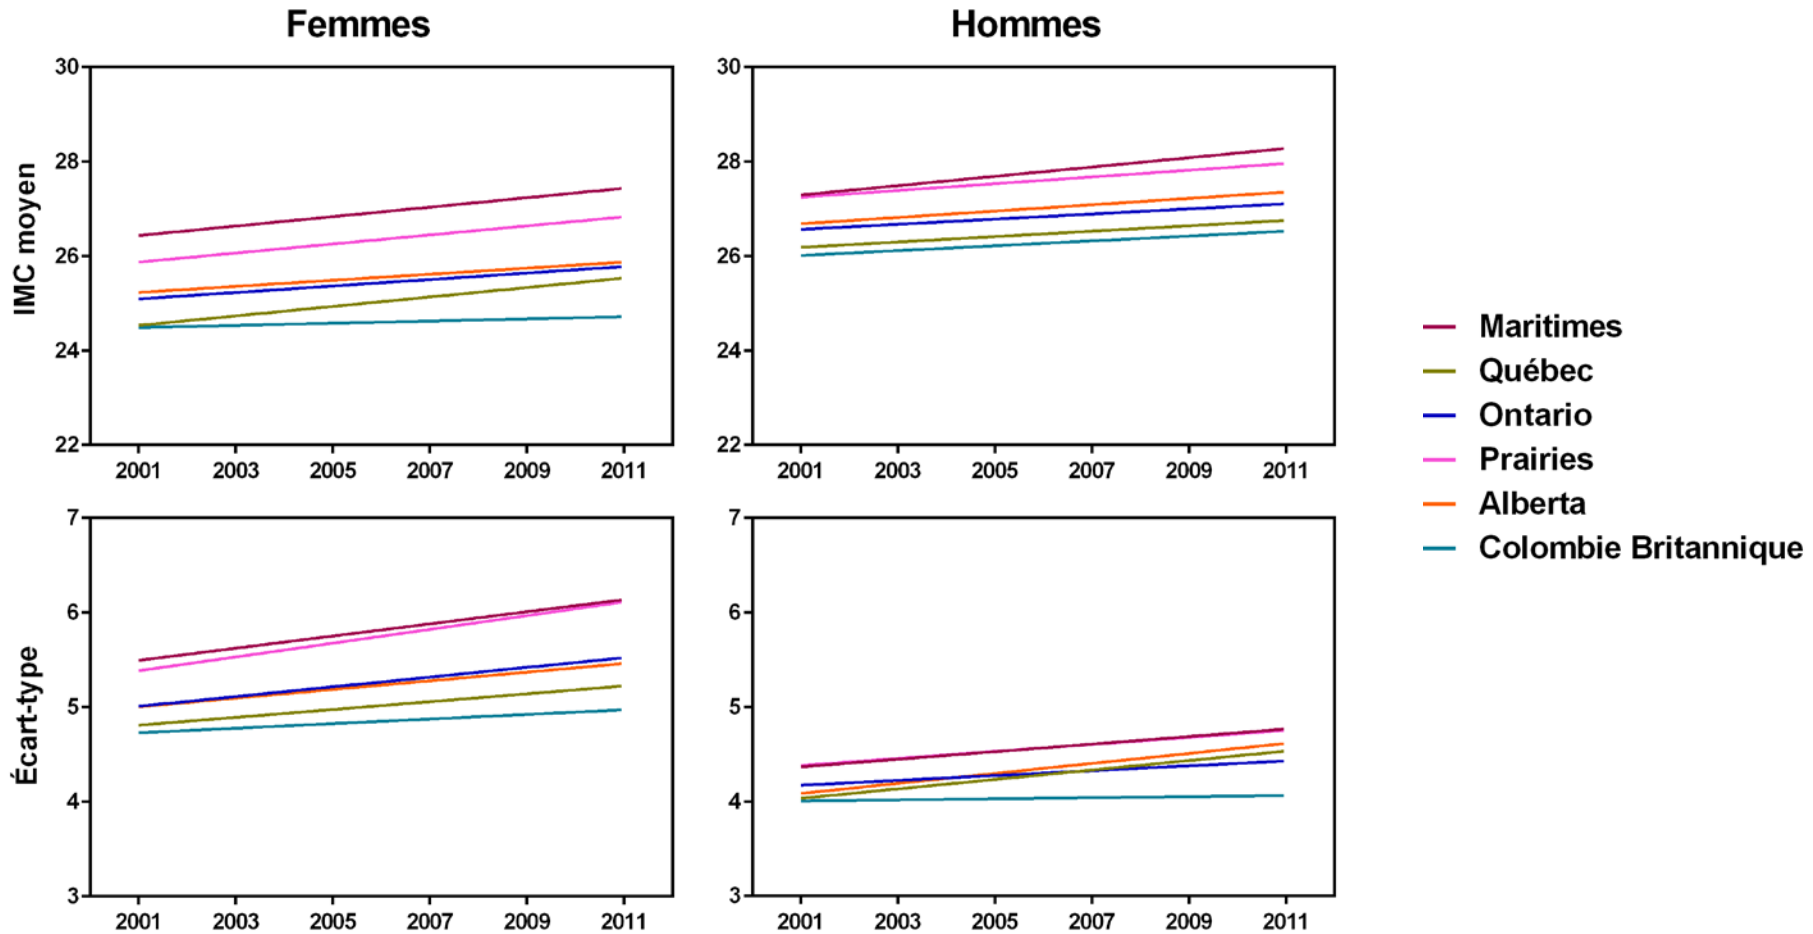 Femmes
Hommes
IMC moyen
30
28
26
24
22
2001 2003 2005 2007 2009 2011
30
28
26
24
22
2001 2003 2005 2007 2009 2011
Écart-type
7
6
5
4
3
2001 2003 2005 2007 2009 2011
7
6
5
4
3
2001 2003 2005 2007 2009 2011
Maritimes
Québec
Ontario
Prairies
Alberta
Colombie Britannique